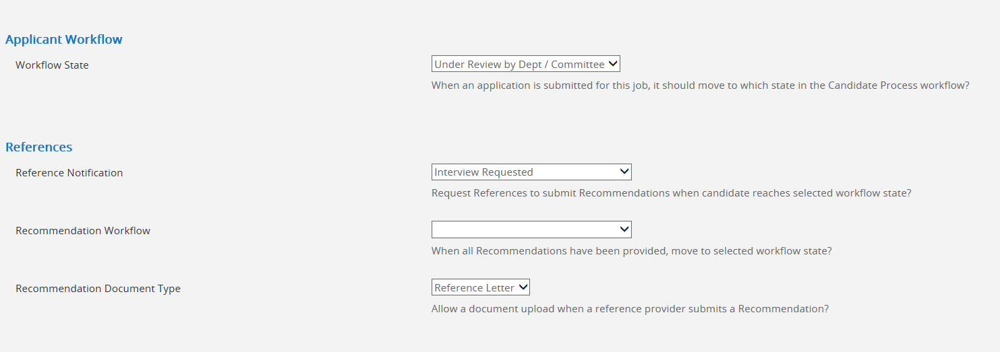 Applicant Workflow
Workflow State
Under Review by Dept / Committee
When an application is submitted for this job, it should move to which state in the Candidate Process workflow?
References
Reference Notification
Interview Requested
Request References to submit Recommendations when candidate reaches selected workflow state?
Recommendation Workflow
When all Recommendations have been provided, move to selected workflow state?
Recommendation Document Type
Reference Letter
Allow a document upload when a reference provider submits a Recommendation?